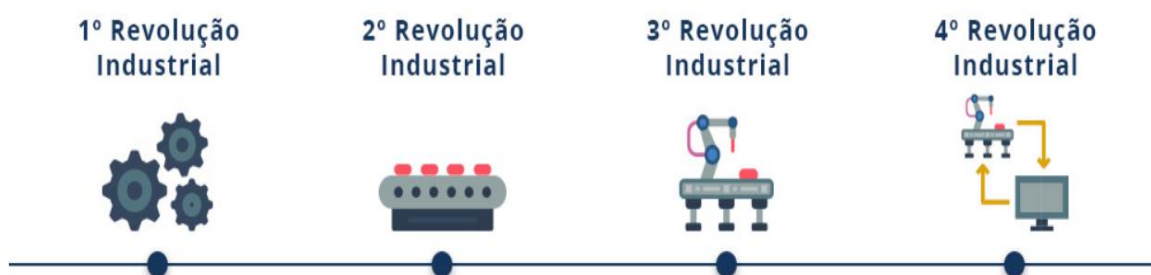 1º Revolução
Industrial
2º Revolução
Industrial
3º Revolução
Industrial
4º Revolução
Industrial